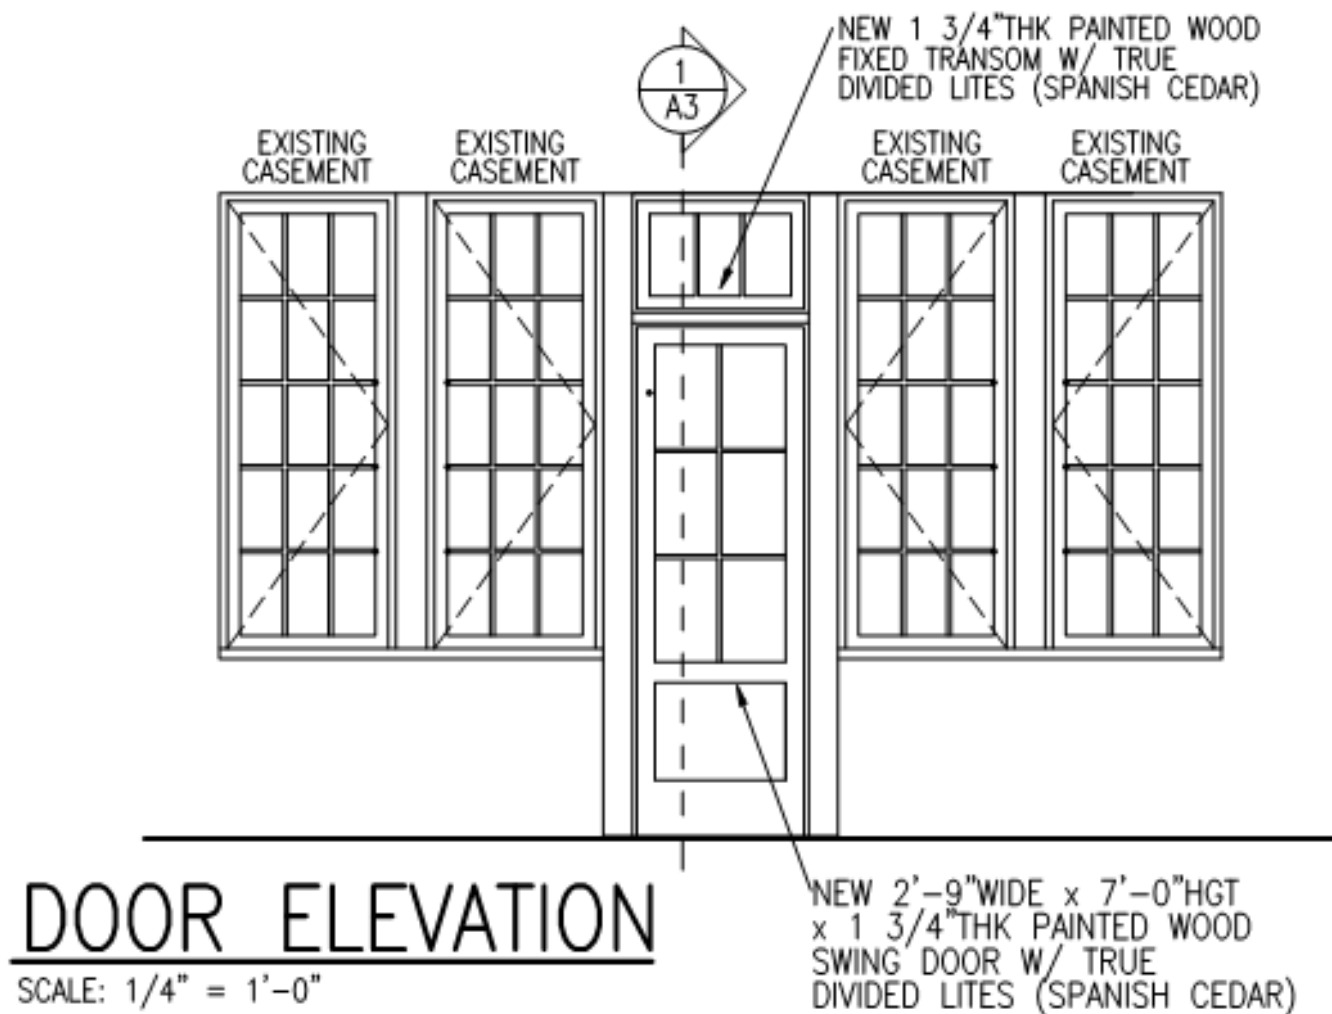 NEW 1 3/4"THK PAINTED WOOD
FIXED TRANSOM W/ TRUE
DIVIDED LITES (SPANISH CEDAR)
1
A3
EXISTING
CASEMENT
EXISTING
CASEMENT
EXISTING
CASEMENT
EXISTING
CASEMENT
DOOR ELEVATION
SCALE: 1/4" = 1'-0"
NEW 2'-9"WIDE x 7'-0"HGT
x 1 3/4"THK PAINTED WOOD
SWING DOOR W/ TRUE
DIVIDED LITES (SPANISH CEDAR)